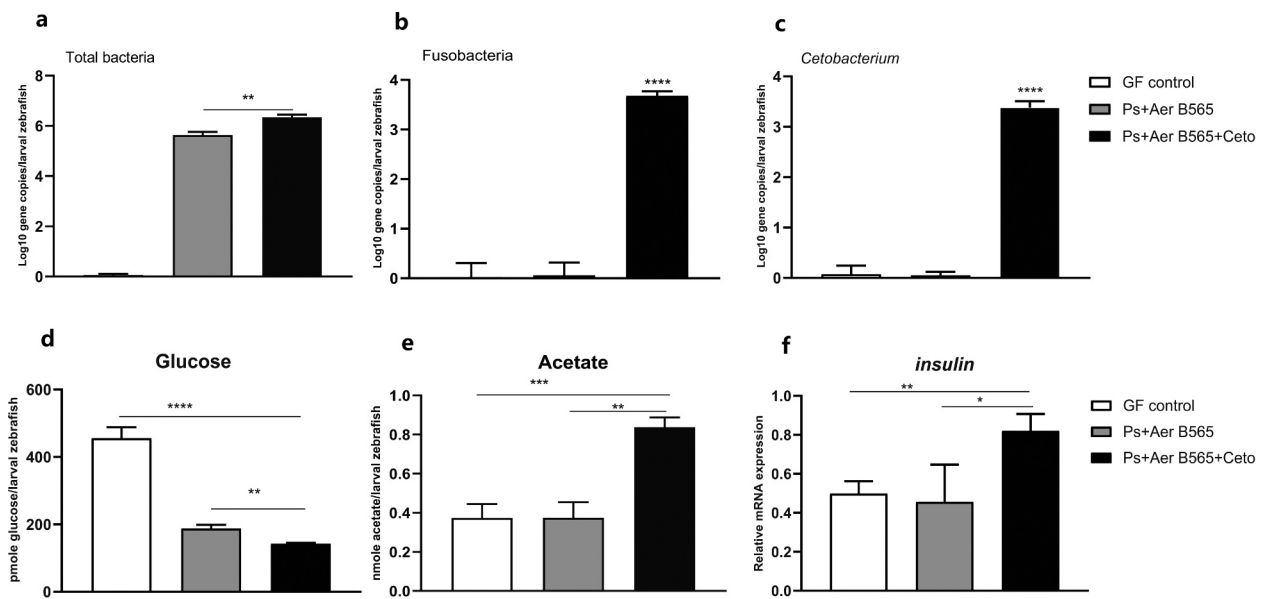 a
Total bacteria
Log10 gene copies/larval zebrafish
8
6
4
2
0
**
b
Fusobacteria
Log10 gene copies/larval zebrafish
4
3
2
1
0
****
c
Cetobacterium
Log10 gene copies/larval zebrafish
4
3
2
1
0
****
GF control
Ps+Aer B565
Ps+Aer B565+Ceto
d
Glucose
pmole glucose/larval zebrafish
600
400
200
0
****
**
e
Acetate
nmole acetate/larval zebrafish
1.0
0.8
0.6
0.4
0.2
0.0
***
**
f
insulin
Relative mRNA expression
1.0
0.8
0.6
0.4
0.2
0.0
**
*
GF control
Ps+Aer B565
Ps+Aer B565+Ceto